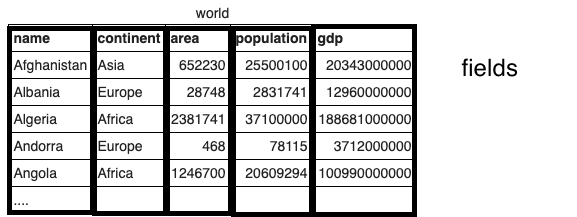 world
name continent area population gdp
Afghanistan Asia 652230 25500100 20343000000
Albania Europe 28748 2831741 12960000000
Algeria Africa 2381741 37100000 188681000000
Andorra Europe 468 78115 3712000000
Angola Africa 1246700 20609294 100990000000
....
fields